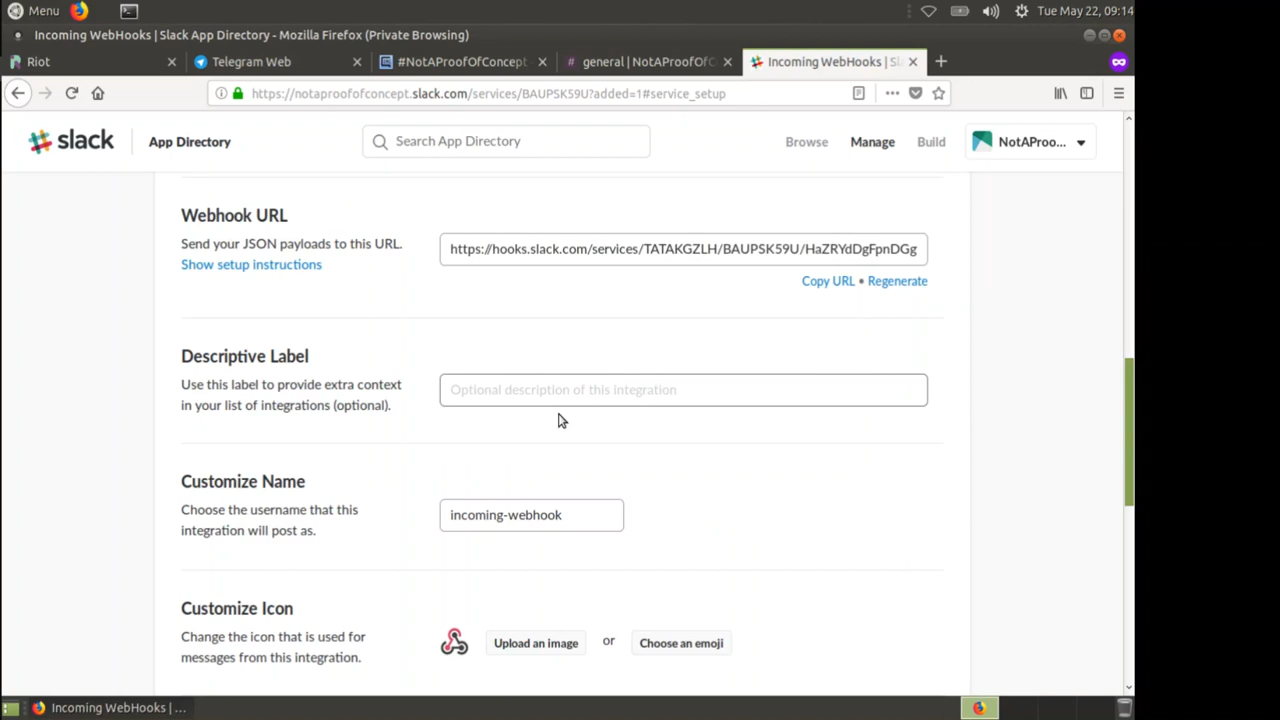 Menu
Tue May 22, 09:14
Incoming WebHooks | Slack App Directory - Mozilla Firefox (Private Browsing)
Riot
Telegram Web
#NotAProofOfConcept
general | NotAProofOfC
Incoming WebHooks | Sl
https://notaproofofconcept.slack.com/services/BAUPSK59U?added=1#service_setup
slack
App Directory
Search App Directory
Browse
Manage
Build
NotAProo...
Webhook URL
Send your JSON payloads to this URL.
Show setup instructions
https://hooks.slack.com/services/TATAKGZLH/BAUPSK59U/HaZRYdDgFpnDGg
Copy URL • Regenerate
Descriptive Label
Use this label to provide extra context
in your list of integrations (optional).
Optional description of this integration
Customize Name
Choose the username that this
integration will post as.
incoming-webhook
Customize Icon
Change the icon that is used for
messages from this integration.
Upload an image
or
Choose an emoji
Incoming WebHooks | ...